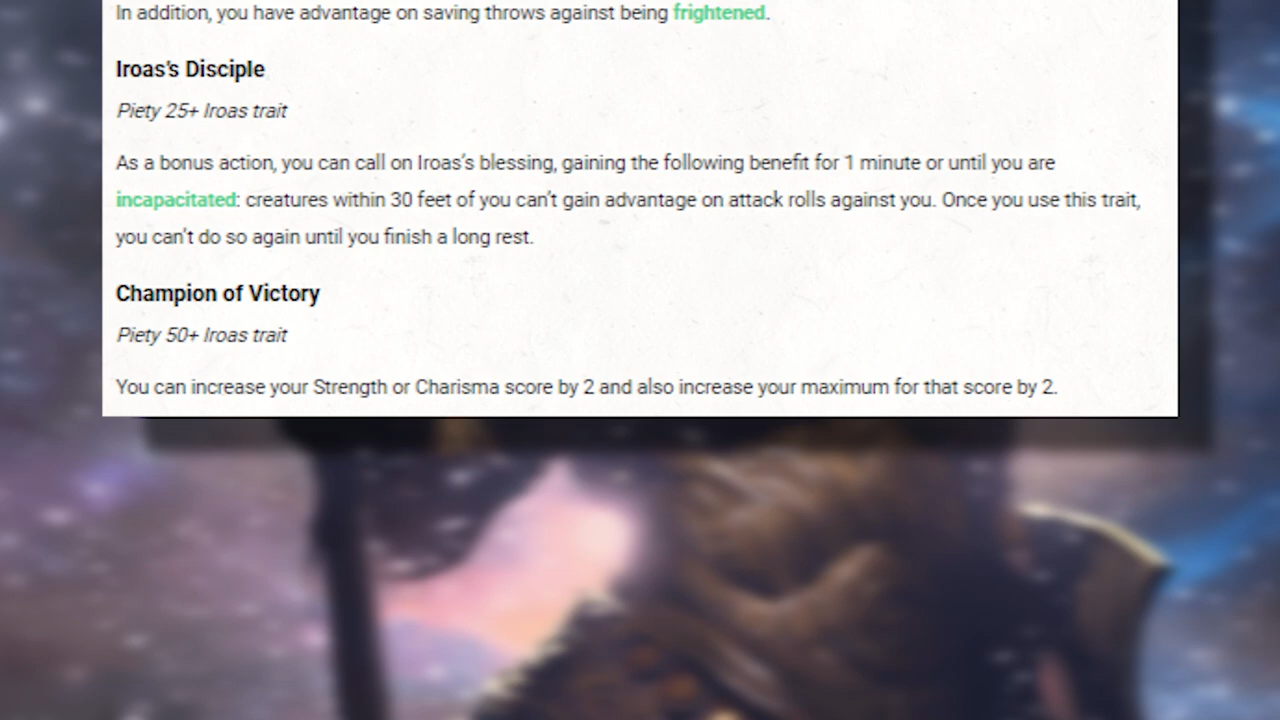 In addition, you have advantage on saving throws against being frightened.
Iroas's Disciple
Piety 25+ Iroas trait
As a bonus action, you can call on Iroas's blessing, gaining the following benefit for 1 minute or until you are
incapacitated: creatures within 30 feet of you can't gain advantage on attack rolls against you. Once you use this trait,
you can't do so again until you finish a long rest.
Champion of Victory
Piety 50+ Iroas trait
You can increase your Strength or Charisma score by 2 and also increase your maximum for that score by 2.